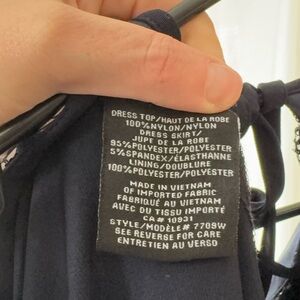 DRESS TOP/HAUT DE LA ROBE
100%NYLON/NYLON
DRESS SKIRT/
JUPE DE LA ROBE
95%POLYESTER/POLYESTER
5%SPANDEX/ÉLASTHANNE
LINING/DOUBLURE
100%POLYESTER/POLYESTER
MADE IN VIETNAM
OF IMPORTED FABRIC
FABRIQUÉ AU VIETNAM
AVEC DU TISSU IMPORTÉ
CA# 10931
STYLE/MODÈLE# 7709W
SEE REVERSE FOR CARE
ENTRETIEN AU VERSO